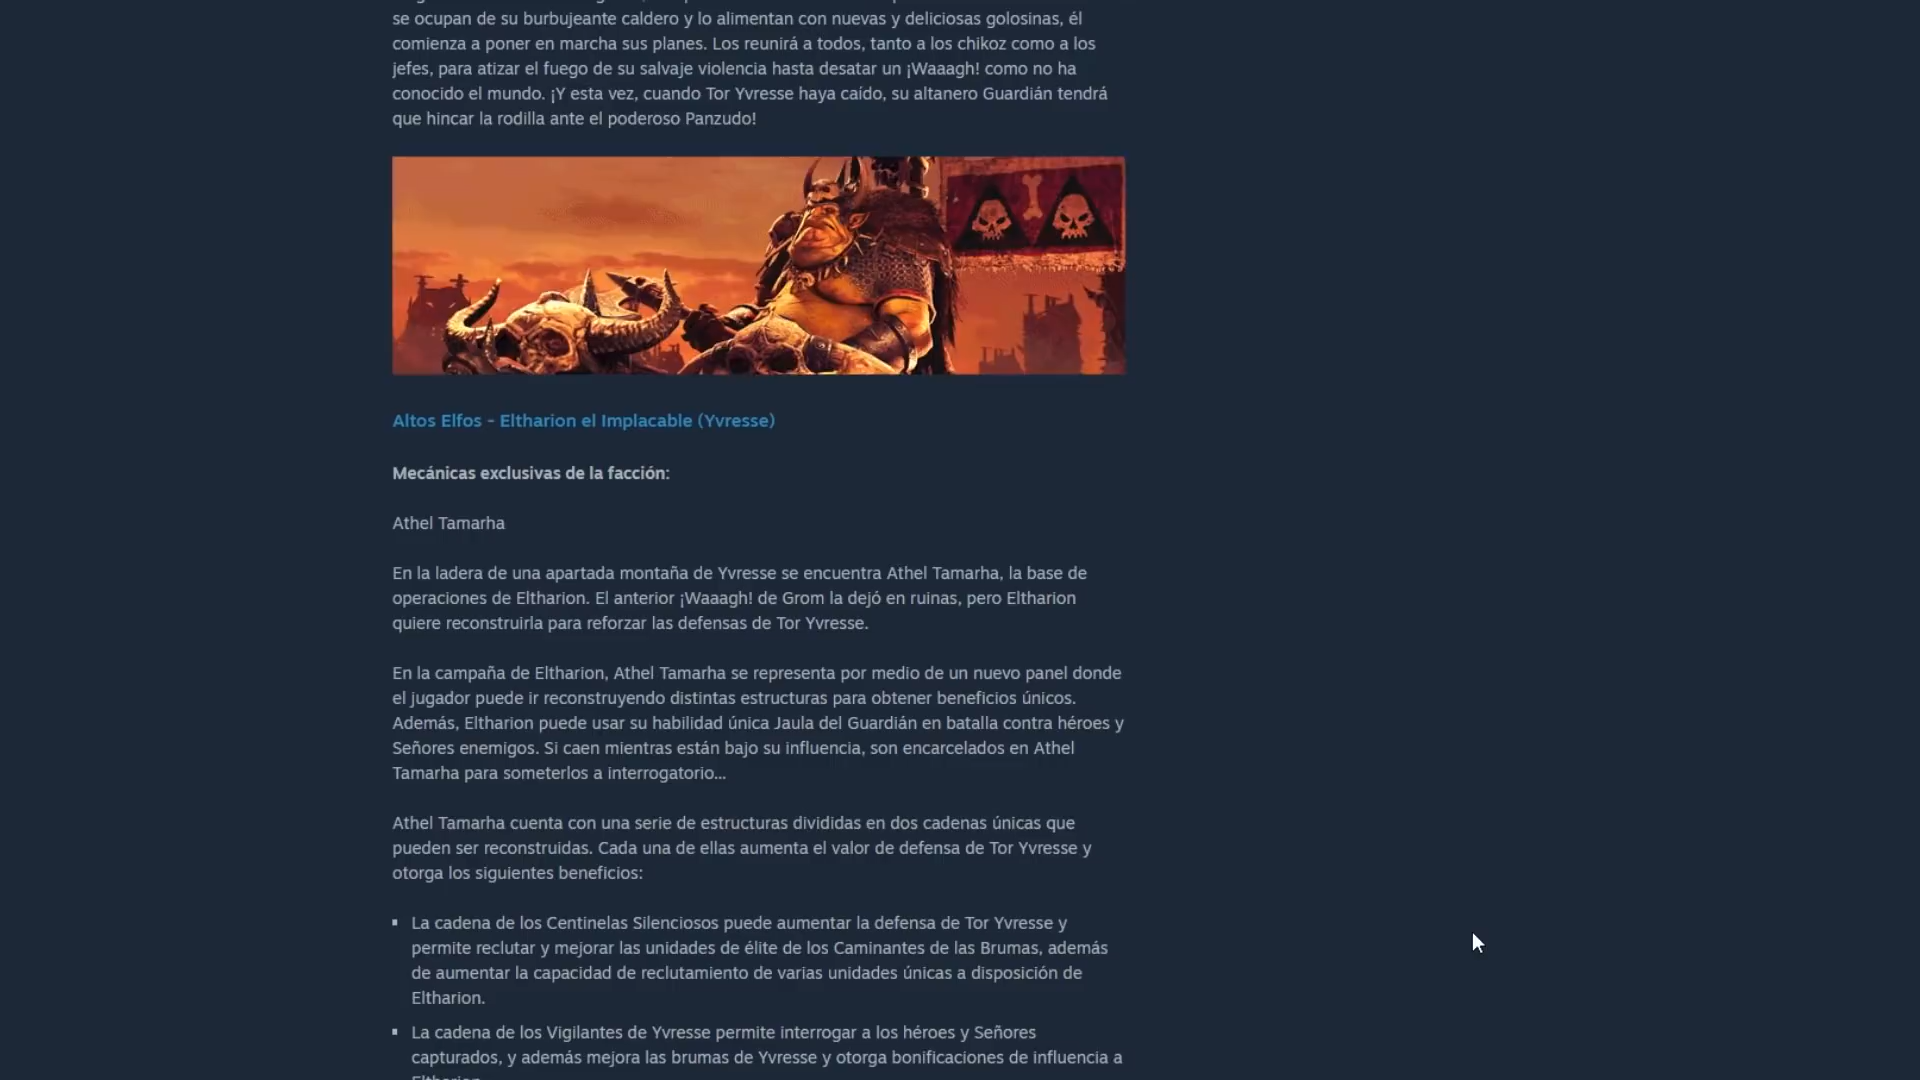 se ocupan de su burbujeante caldero y lo alimentan con nuevas y deliciosas golosinas, él
comienza a poner en marcha sus planes. Los reunirá a todos, tanto a los chikoz como a los
jefes, para atizar el fuego de su salvaje violencia hasta desatar un ¡Waaagh! como no ha
conocido el mundo. ¡Y esta vez, cuando Tor Yvresse haya caído, su altanero Guardián tendrá
que hincar la rodilla ante el poderoso Panzudo!
Altos Elfos - Eltharion el Implacable (Yvresse)
Mecánicas exclusivas de la facción:
Athel Tamarha
En la ladera de una apartada montaña de Yvresse se encuentra Athel Tamarha, la base de
operaciones de Eltharion. El anterior ¡Waaagh! de Grom la dejó en ruinas, pero Eltharion
quiere reconstruirla para reforzar las defensas de Tor Yvresse.
En la campaña de Eltharion, Athel Tamarha se representa por medio de un nuevo panel donde
el jugador puede ir reconstruyendo distintas estructuras para obtener beneficios únicos.
Además, Eltharion puede usar su habilidad única Jaula del Guardián en batalla contra héroes y
Señores enemigos. Si caen mientras están bajo su influencia, son encarcelados en Athel
Tamarha para someterlos a interrogatorio...
Athel Tamarha cuenta con una serie de estructuras divididas en dos cadenas únicas que
pueden ser reconstruidas. Cada una de ellas aumenta el valor de defensa de Tor Yvresse y
otorga los siguientes beneficios:
▪ La cadena de los Centinelas Silenciosos puede aumentar la defensa de Tor Yvresse y
permite reclutar y mejorar las unidades de élite de los Caminantes de las Brumas, además
de aumentar la capacidad de reclutamiento de varias unidades únicas a disposición de
Eltharion.
▪ La cadena de los Vigilantes de Yvresse permite interrogar a los héroes y Señores
capturados, y además mejora las brumas de Yvresse y otorga bonificaciones de influencia a